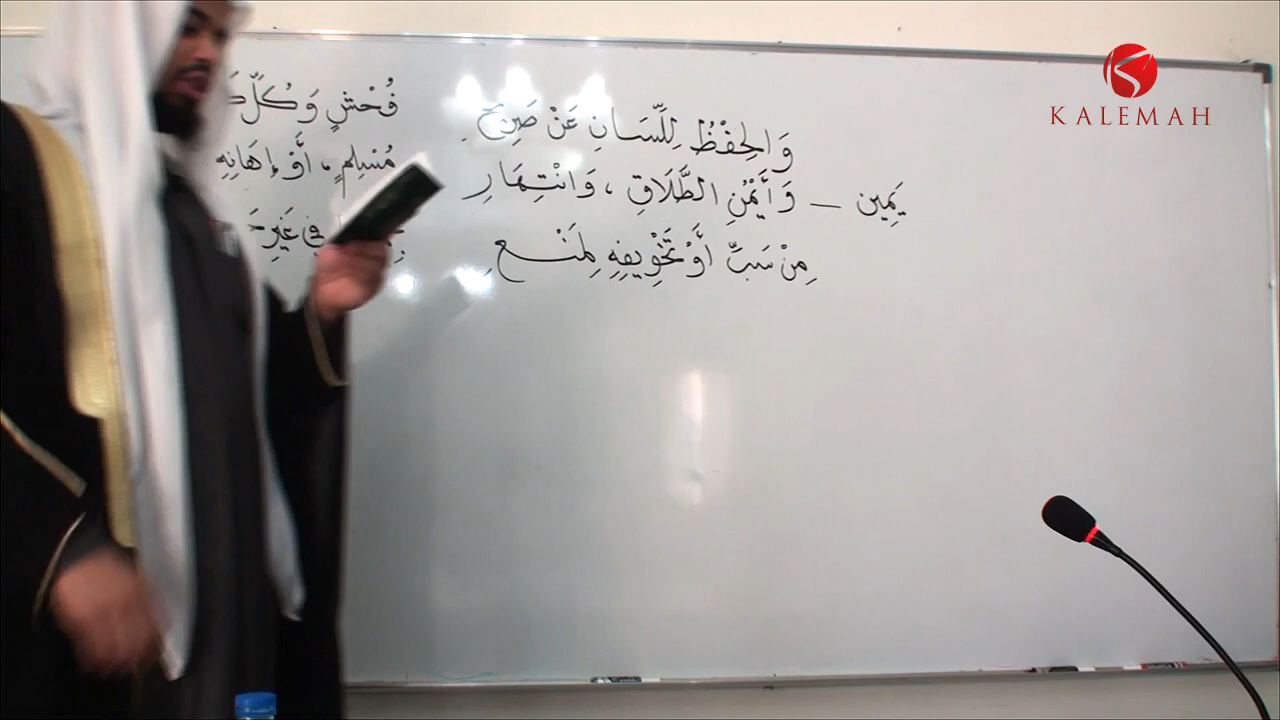 وَالحِفْظُ لِلِّسَانِ عَنْ صَرِيحِ فُحْشٍ وَكُلِّ
يَمِين – وَأَيْمُنِ الطَّلَاقِ، وَانْتِهَارِ مُسْلِمٍ، أَوْ إِهَانِهِ
مِنْ سَبِّ أَوْ تَخْوِيفِهِ لِمَنْعِ فِي غَيْرِ
KALEMAH